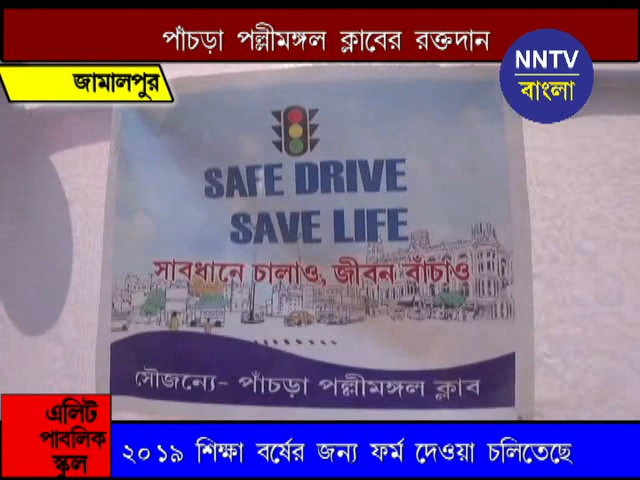 পাঁচড়া পল্লীমঙ্গল ক্লাবের রক্তদান
NNTV
বাংলা
জামালপুর
SAFE DRIVE
SAVE LIFE
সাবধানে চালাও, জীবন বাঁচাও
সৌজন্যে- পাঁচড়া পল্লীমঙ্গল ক্লাব
এলিট
পাবলিক
স্কুল
২০১৯ শিক্ষা বর্ষের জন্য ফর্ম দেওয়া চলিতেছে